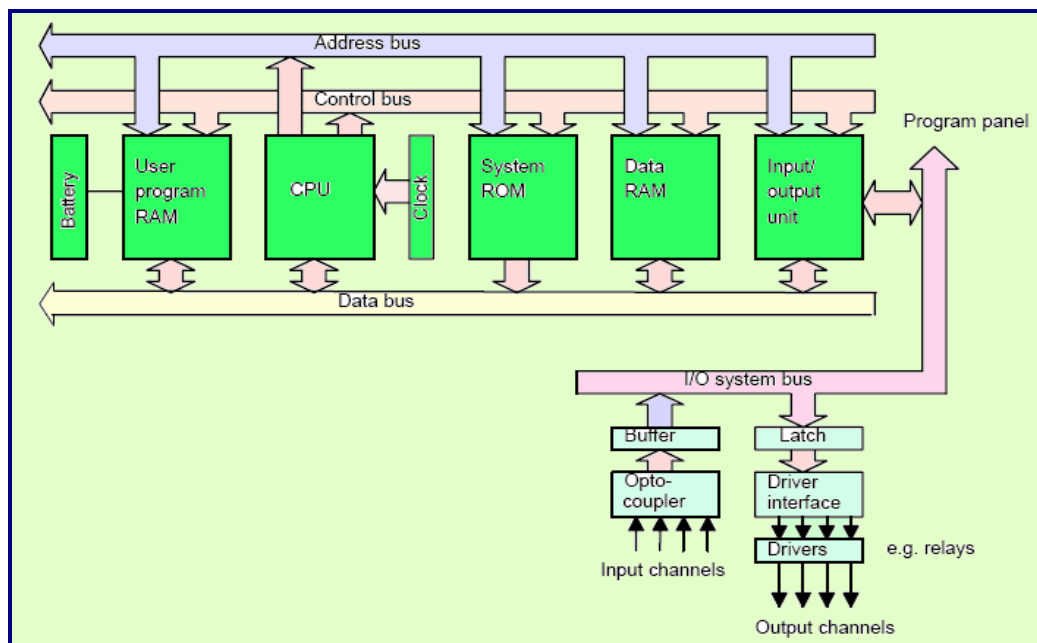 Address bus
Control bus
Program panel
Battery
User
program
RAM
CPU
Clock
System
ROM
Data
RAM
Input/
output
unit
Data bus
I/O system bus
Buffer
Latch
Opto-
coupler
Driver
interface
Drivers
e.g. relays
Input channels
Output channels